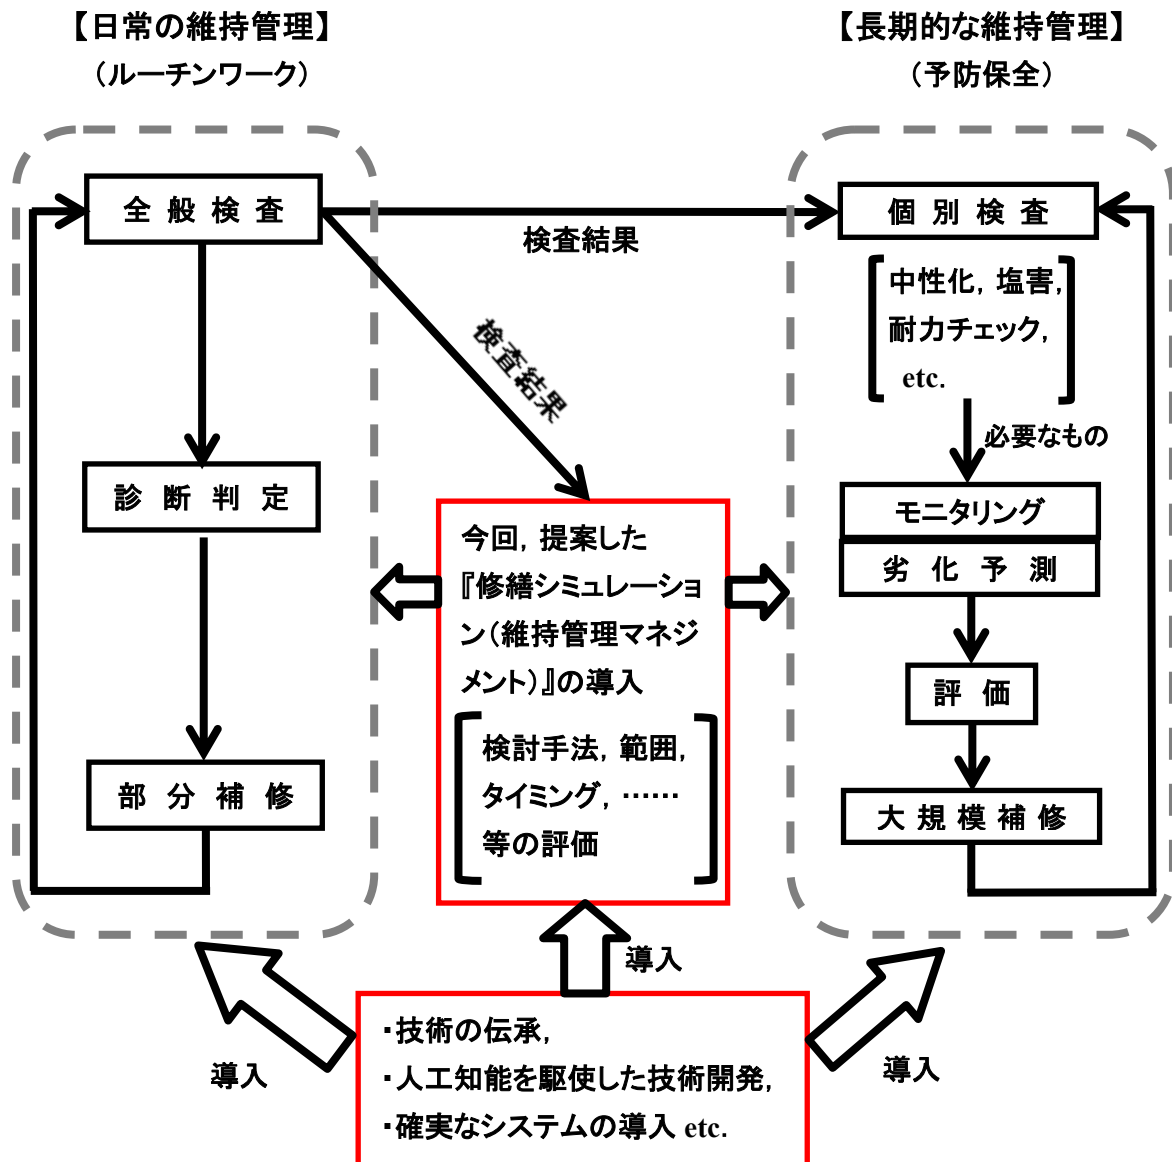 【日常の維持管理】
(ルーチンワーク)
全般検査
診断判定
部分補修
検査結果
検査結果
【長期的な維持管理】
(予防保全)
個別検査
中性化，塩害，
耐力チェック，
etc.
必要なもの
モニタリング
劣化予測
評価
大規模補修
今回，提案した
『修繕シミュレーショ
ン（維持管理マネジ
メント）』の導入
検討手法，範囲，
タイミング，……
等の評価
導入
導入
導入
・技術の伝承，
・人工知能を駆使した技術開発，
・確実なシステムの導入 etc.